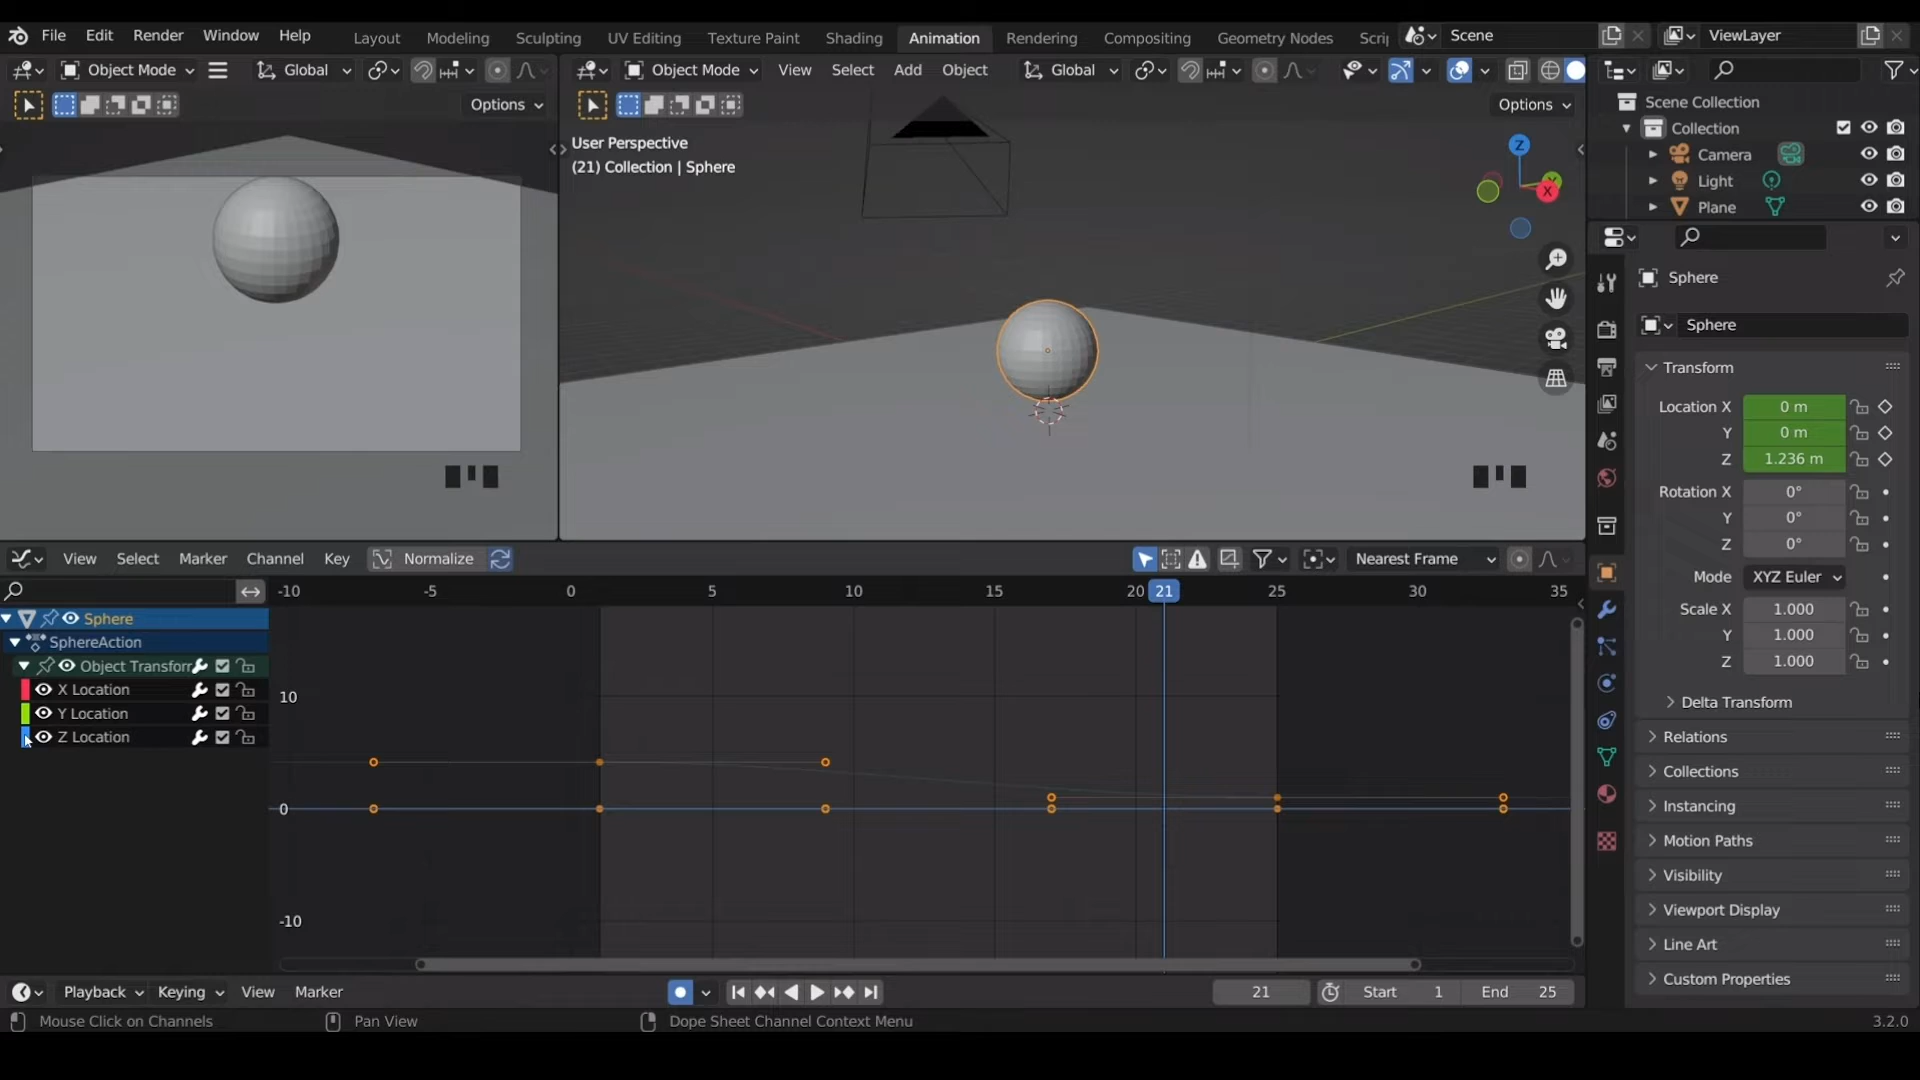 File Edit Render Window Help Layout Modeling Sculpting UV Editing Texture Paint Shading Animation Rendering Compositing Geometry Nodes Scrip Scene ViewLayer
Object Mode Global
Options
Object Mode View Select Add Object Global
Options
User Perspective
(21) Collection | Sphere
Z
Y
X
Scene Collection
Collection
Camera
Light
Plane
Sphere
Sphere
Transform
Location X 0 m
Y 0 m
Z 1.236 m
Rotation X 0°
Y 0°
Z 0°
Mode XYZ Euler
Scale X 1.000
Y 1.000
Z 1.000
Delta Transform
Relations
Collections
Instancing
Motion Paths
Visibility
Viewport Display
Line Art
Custom Properties
View Select Marker Channel Key Normalize Nearest Frame
-10 -5 0 5 10 15 20 21 25 30 35
Sphere
SphereAction
Object Transform
X Location
Y Location
Z Location
10
0
-10
Playback Keying View Marker 21 Start 1 End 25
Mouse Click on Channels Pan View Dope Sheet Channel Context Menu 3.2.0